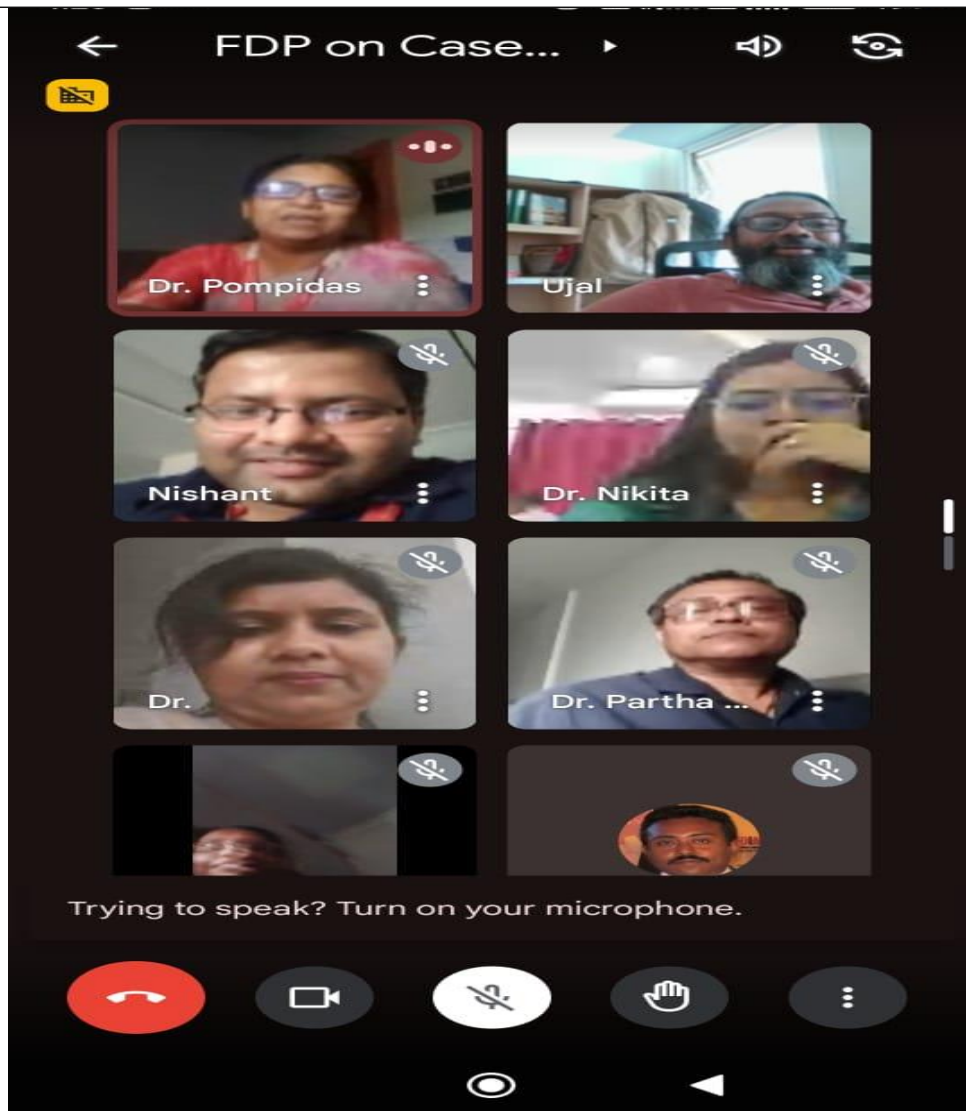 FDP on Case...
Dr. Pompidas
Ujal
Nishant
Dr. Nikita
Dr.
Dr. Partha ...
Trying to speak? Turn on your microphone.